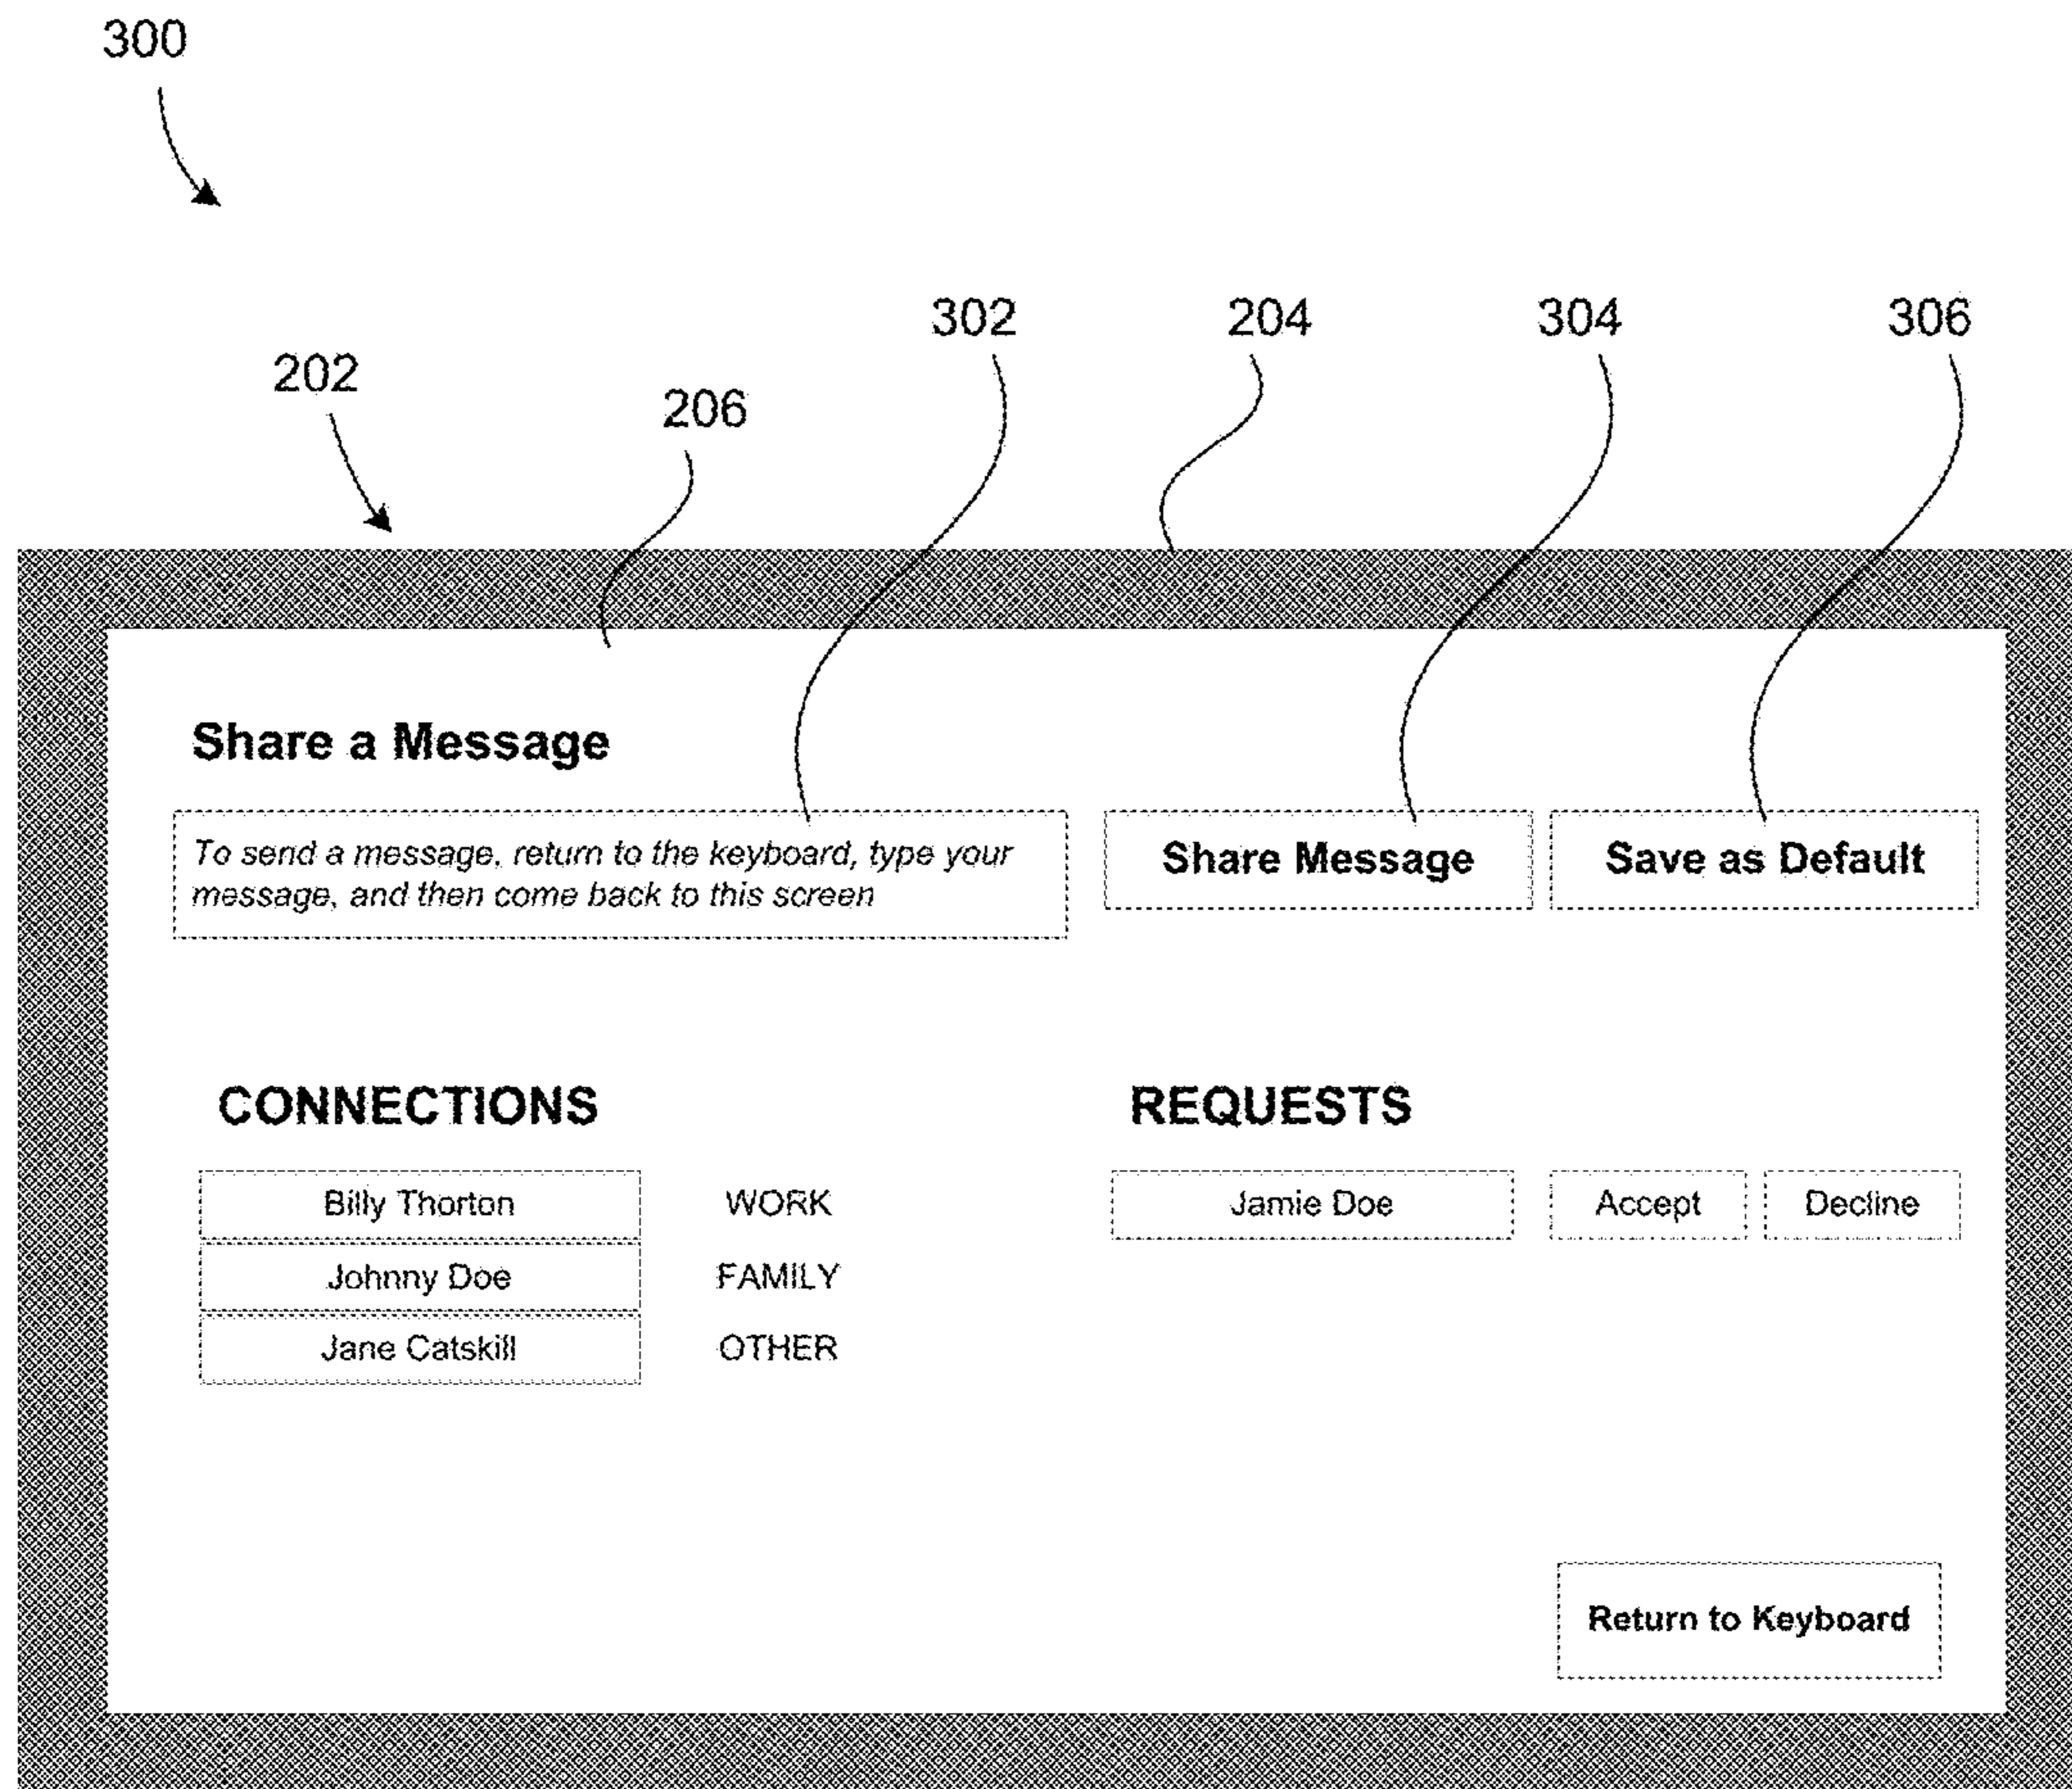 300
302
204
304
306
202
206
Share a Message
To send a message, return to the keyboard, type your
message, and then come back to this screen
Share Message
Save as Default
CONNECTIONS
REQUESTS
Billy Thorton
WORK
Jamie Doe
Accept
Decline
Johnny Doe
FAMILY
Jane Catskill
OTHER
Return to Keyboard